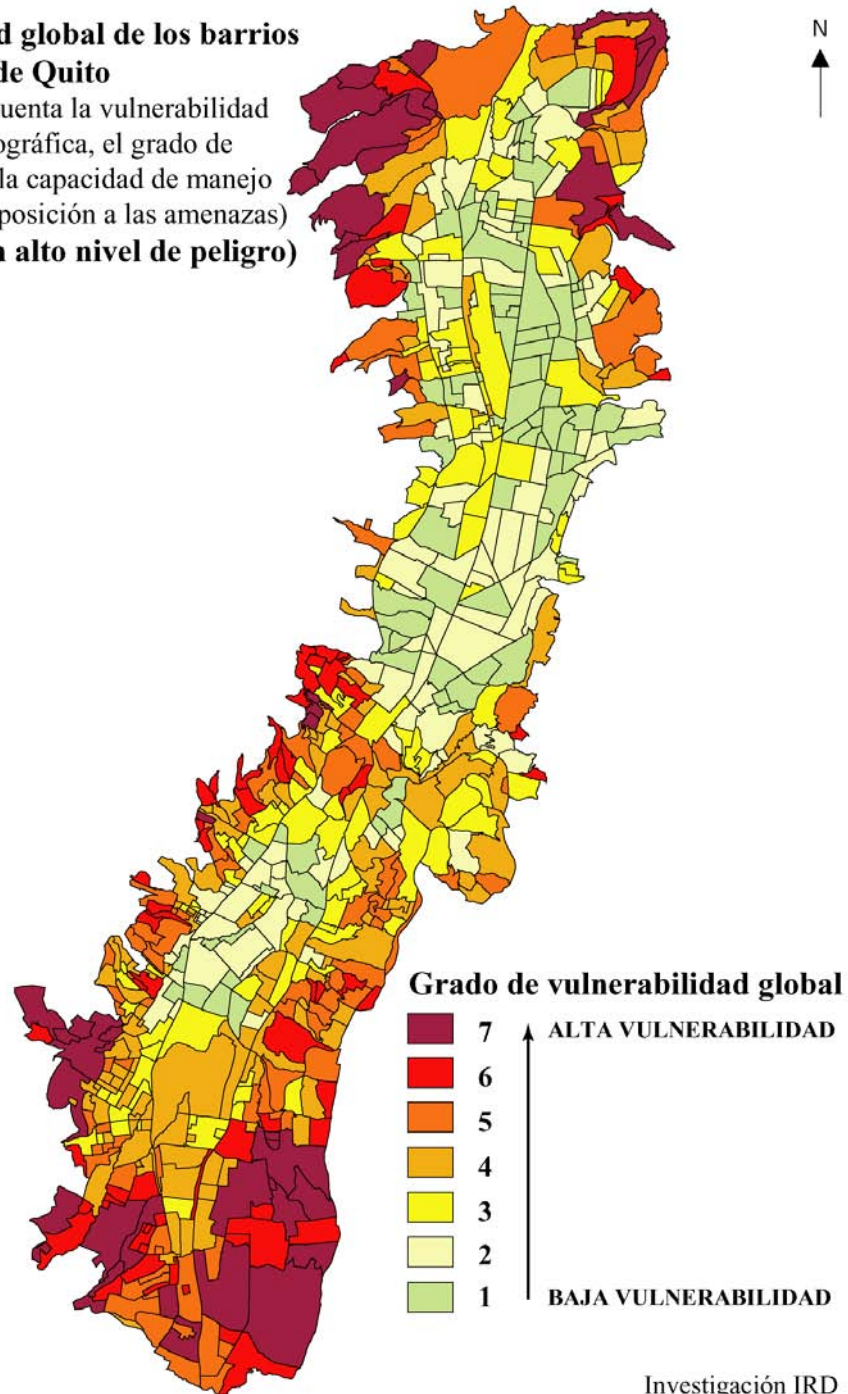 d global de los barrios
de Quito
uenta la vulnerabilidad
ográfica, el grado de
la capacidad de manejo
posición a las amenazas)
n alto nivel de peligro)
N
Grado de vulnerabilidad global
7 ALTA VULNERABILIDAD
6
5
4
3
2
1 BAJA VULNERABILIDAD
Investigación IRD